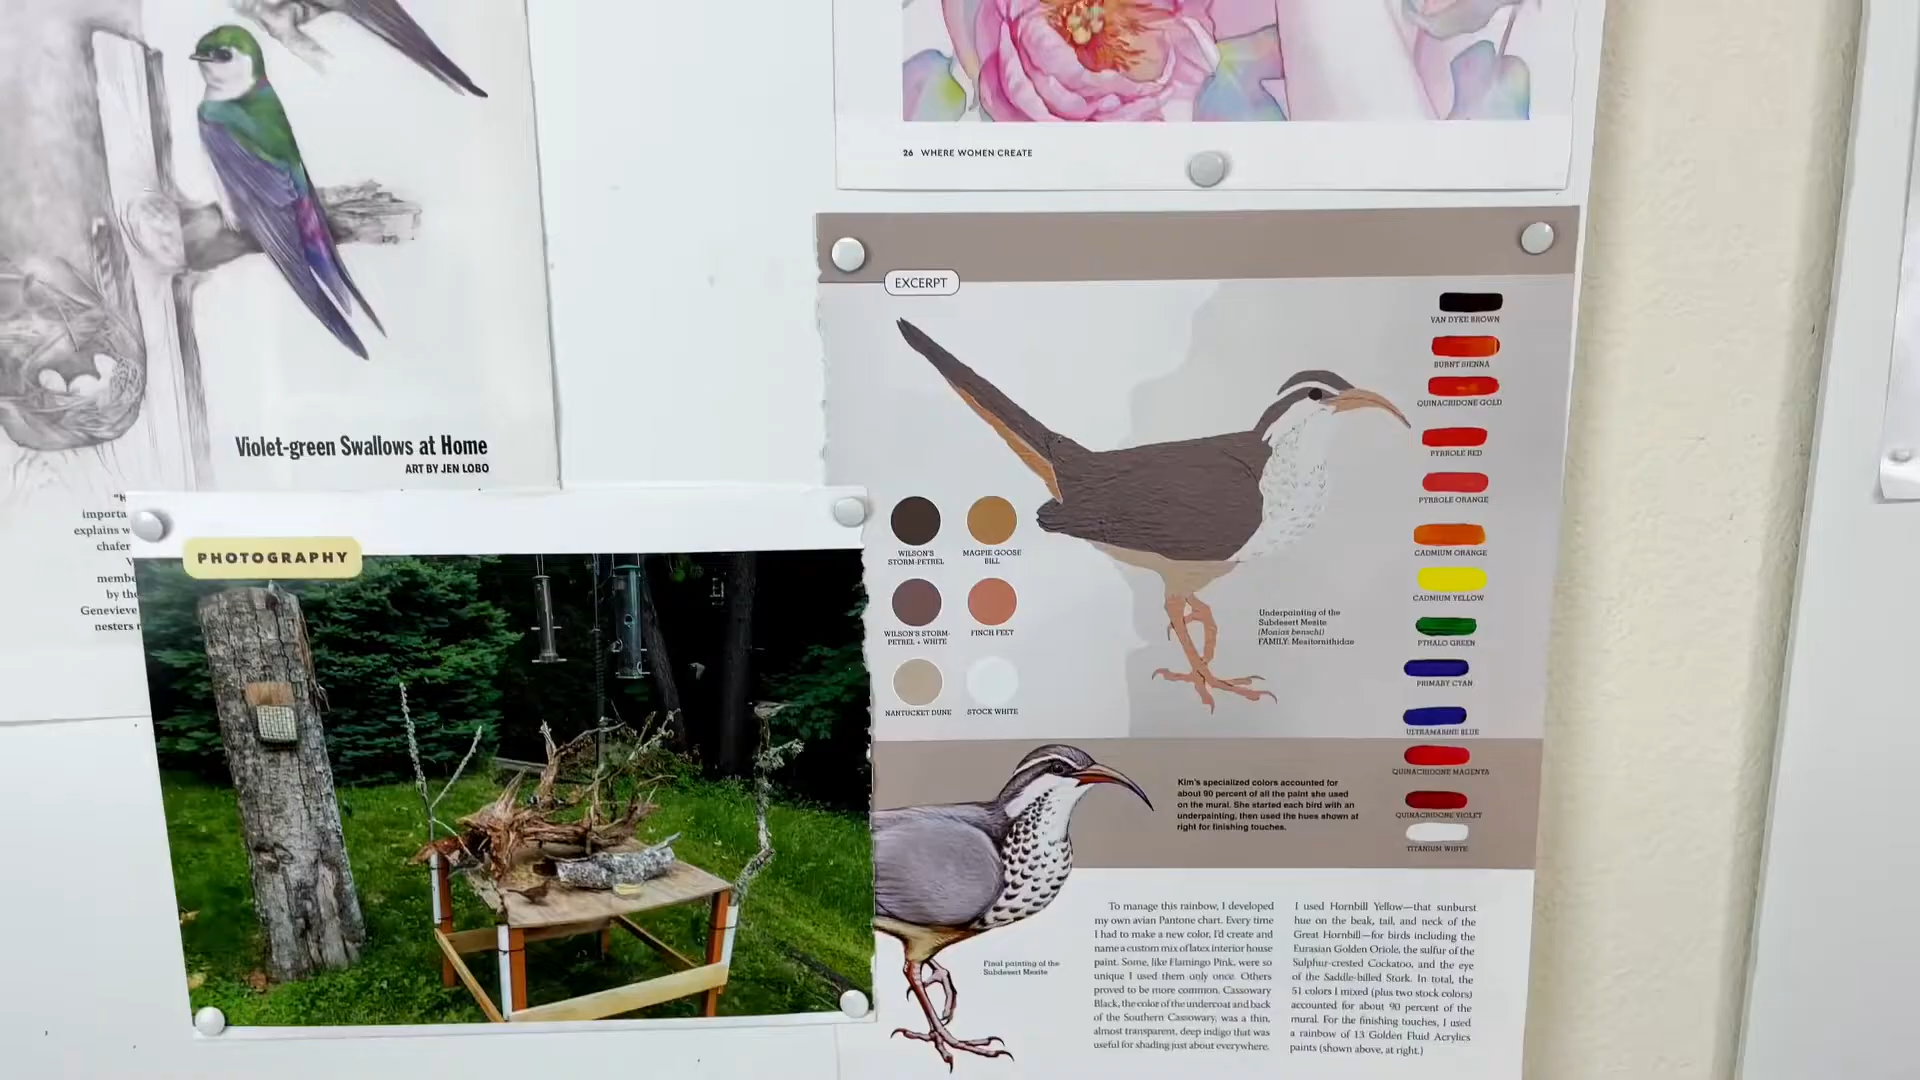 26 WHERE WOMEN CREATE
Violet-green Swallows at Home
ART BY JEN LOBO
"H
importa
explains w
chafer
V
membe
by the
Genevieve
nesters r
PHOTOGRAPHY
EXCERPT
VAN DYKE BROWN
BURNT SIENNA
QUINACRIDONE GOLD
PYRROLE RED
PYRROLE ORANGE
CADMIUM ORANGE
CADMIUM YELLOW
PTHALO GREEN
PRIMARY CYAN
ULTRAMARINE BLUE
QUINACRIDONE MAGENTA
QUINACRIDONE VIOLET
TITANIUM WHITE
WILSON'S
STORM-PETREL
MAGPIE GOOSE
BILL
WILSON'S STORM-
PETREL + WHITE
FINCH FEET
NANTUCKET DUNE
STOCK WHITE
Underpainting of the
Subdesert Mesite
(Monias benschi)
FAMILY: Mesitornithidae
Kim's specialized colors accounted for
about 90 percent of all the paint she used
on the mural. She started each bird with an
underpainting, then used the hues shown at
right for finishing touches.
Final painting of the
Subdesert Mesite
To manage this rainbow, I developed
my own avian Pantone chart. Every time
I had to make a new color, I'd create and
name a custom mix of latex interior house
paint. Some, like Flamingo Pink, were so
unique I used them only once. Others
proved to be more common. Cassowary
Black, the color of the undercoat and back
of the Southern Cassowary, was a thin,
almost transparent, deep indigo that was
useful for shading just about everywhere.
I used Hornbill Yellow—that sunburst
hue on the beak, tail, and neck of the
Great Hornbill—for birds including the
Eurasian Golden Oriole, the sulfur of the
Sulphur-crested Cockatoo, and the eye
of the Saddle-billed Stork. In total, the
51 colors I mixed (plus two stock colors)
accounted for about 90 percent of the
mural. For the finishing touches, I used
a rainbow of 13 Golden Fluid Acrylics
paints (shown above, at right.)